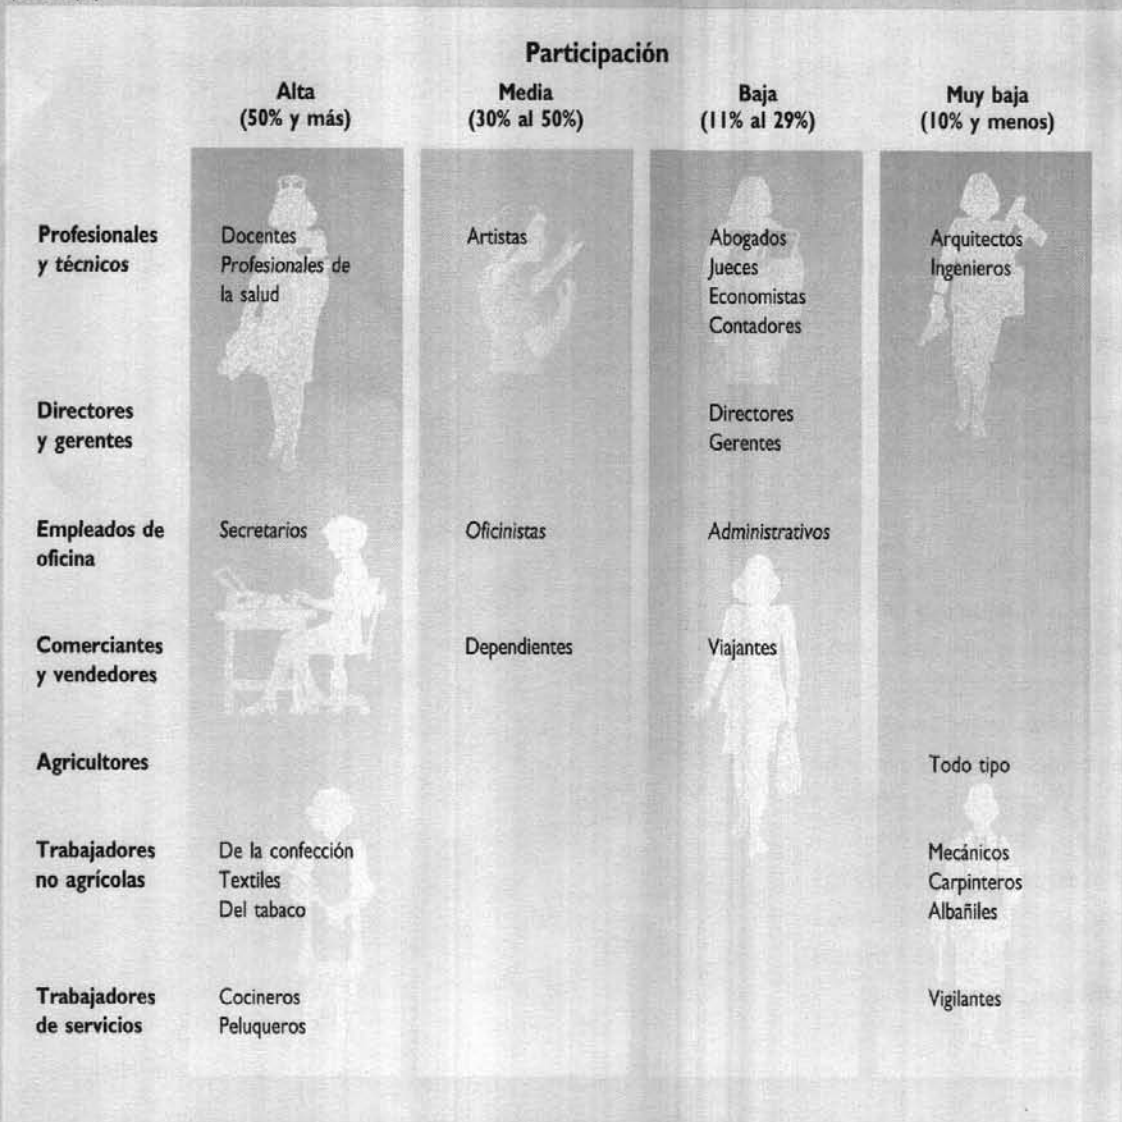 Participación
Alta Media Baja Muy baja
(50% y más) (30% al 50%) (11% al 29%) (10% y menos)
Profesionales Docentes Artistas Abogados Arquitectos
y técnicos Profesionales de Jueces Ingenieros
la salud Economistas
Contadores
Directores Directores
y gerentes Gerentes
Empleados de Secretarios Oficinistas Administrativos
oficina
Comerciantes Dependientes Viajantes
y vendedores
Agricultores Todo tipo
Trabajadores De la confección Mecánicos
no agrícolas Textiles Carpinteros
Del tabaco Albañiles
Trabajadores Cocineros Vigilantes
de servicios Peluqueros